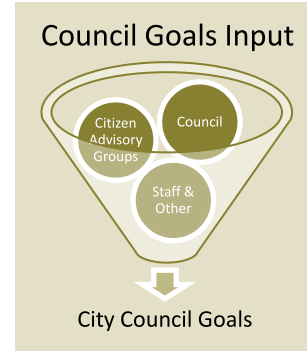 Council Goals Input
Citizen
Advisory
Groups
Council
Staff &
Other
City Council Goals